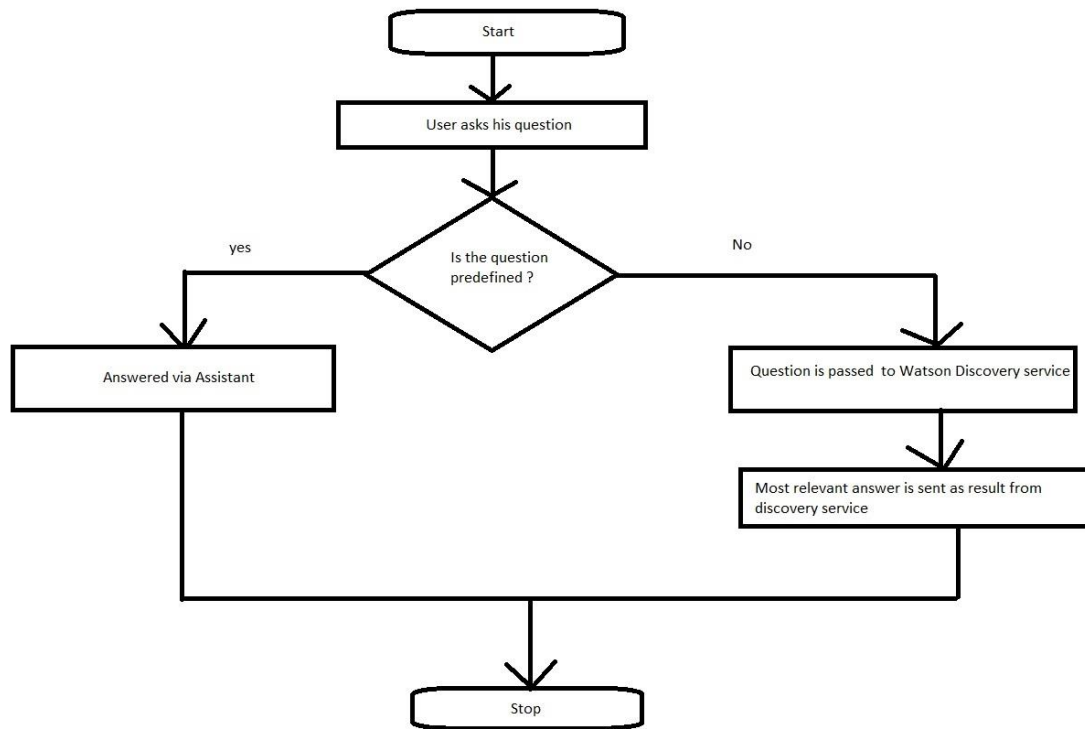 Start
User asks his question
Is the question
predefined ?
yes
No
Answered via Assistant
Question is passed to Watson Discovery service
Most relevant answer is sent as result from
discovery service
Stop